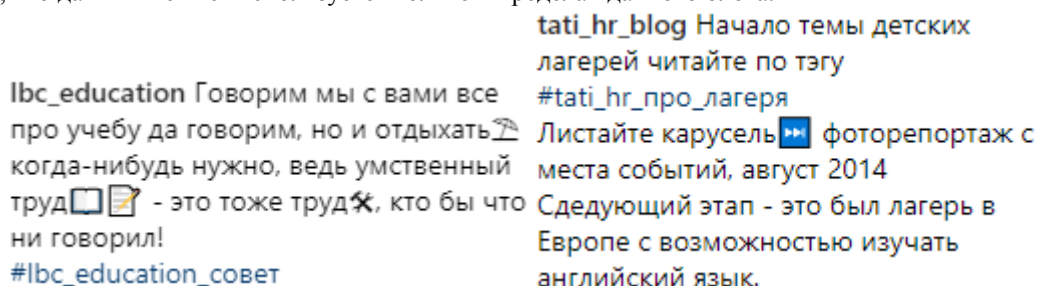 lbc_education Говорим мы с вами все
про учебу да говорим, но и отдыхать⛱
когда-нибудь нужно, ведь умственный
труд📖📝 - это тоже труд🛠, кто бы что
ни говорил!
#lbc_education_совет
tati_hr_blog Начало темы детских
лагерей читайте по тэгу
#tati_hr_про_лагеря
Листайте карусель⏭ фоторепортаж с
места событий, август 2014
Сдедующий этап - это был лагерь в
Европе с возможностью изучать
английский язык.